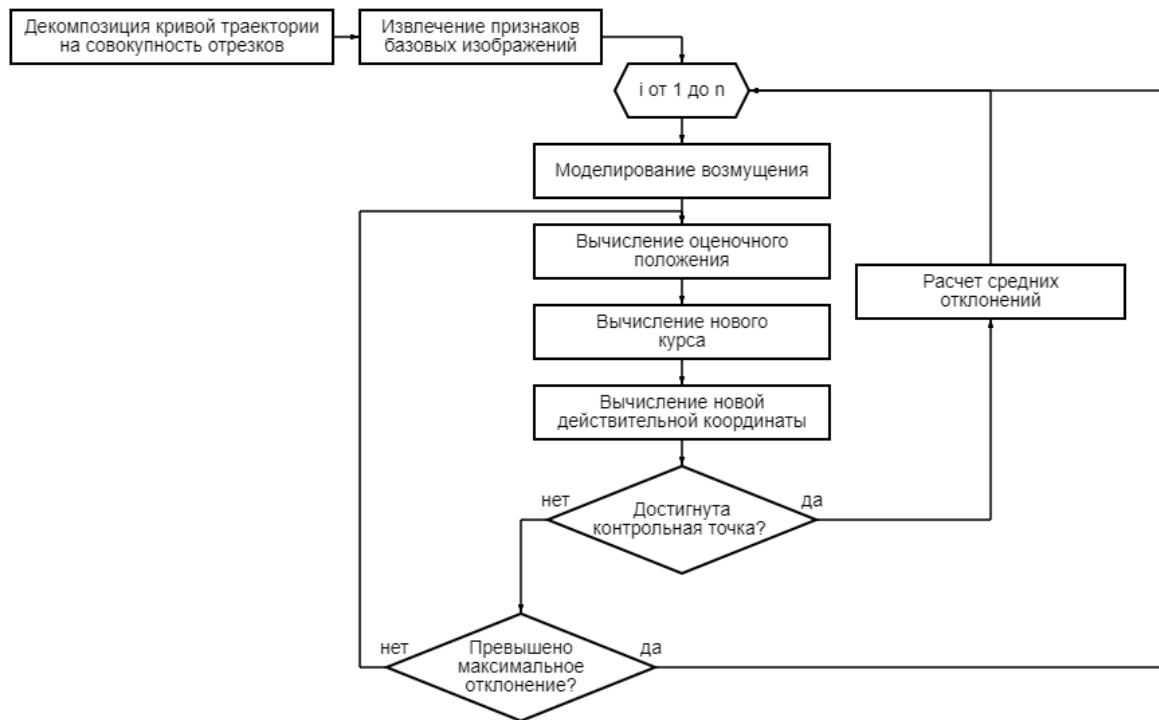 Декомпозиция кривой траектории
на совокупность отрезков
Извлечение признаков
базовых изображений
i от 1 до n
Моделирование возмущения
Вычисление оценочного
положения
Расчет средних
отклонений
Вычисление нового
курса
Вычисление новой
действительной координаты
нет
да
Достигнута
контрольная точка?
нет
да
Превышено
максимальное
отклонение?